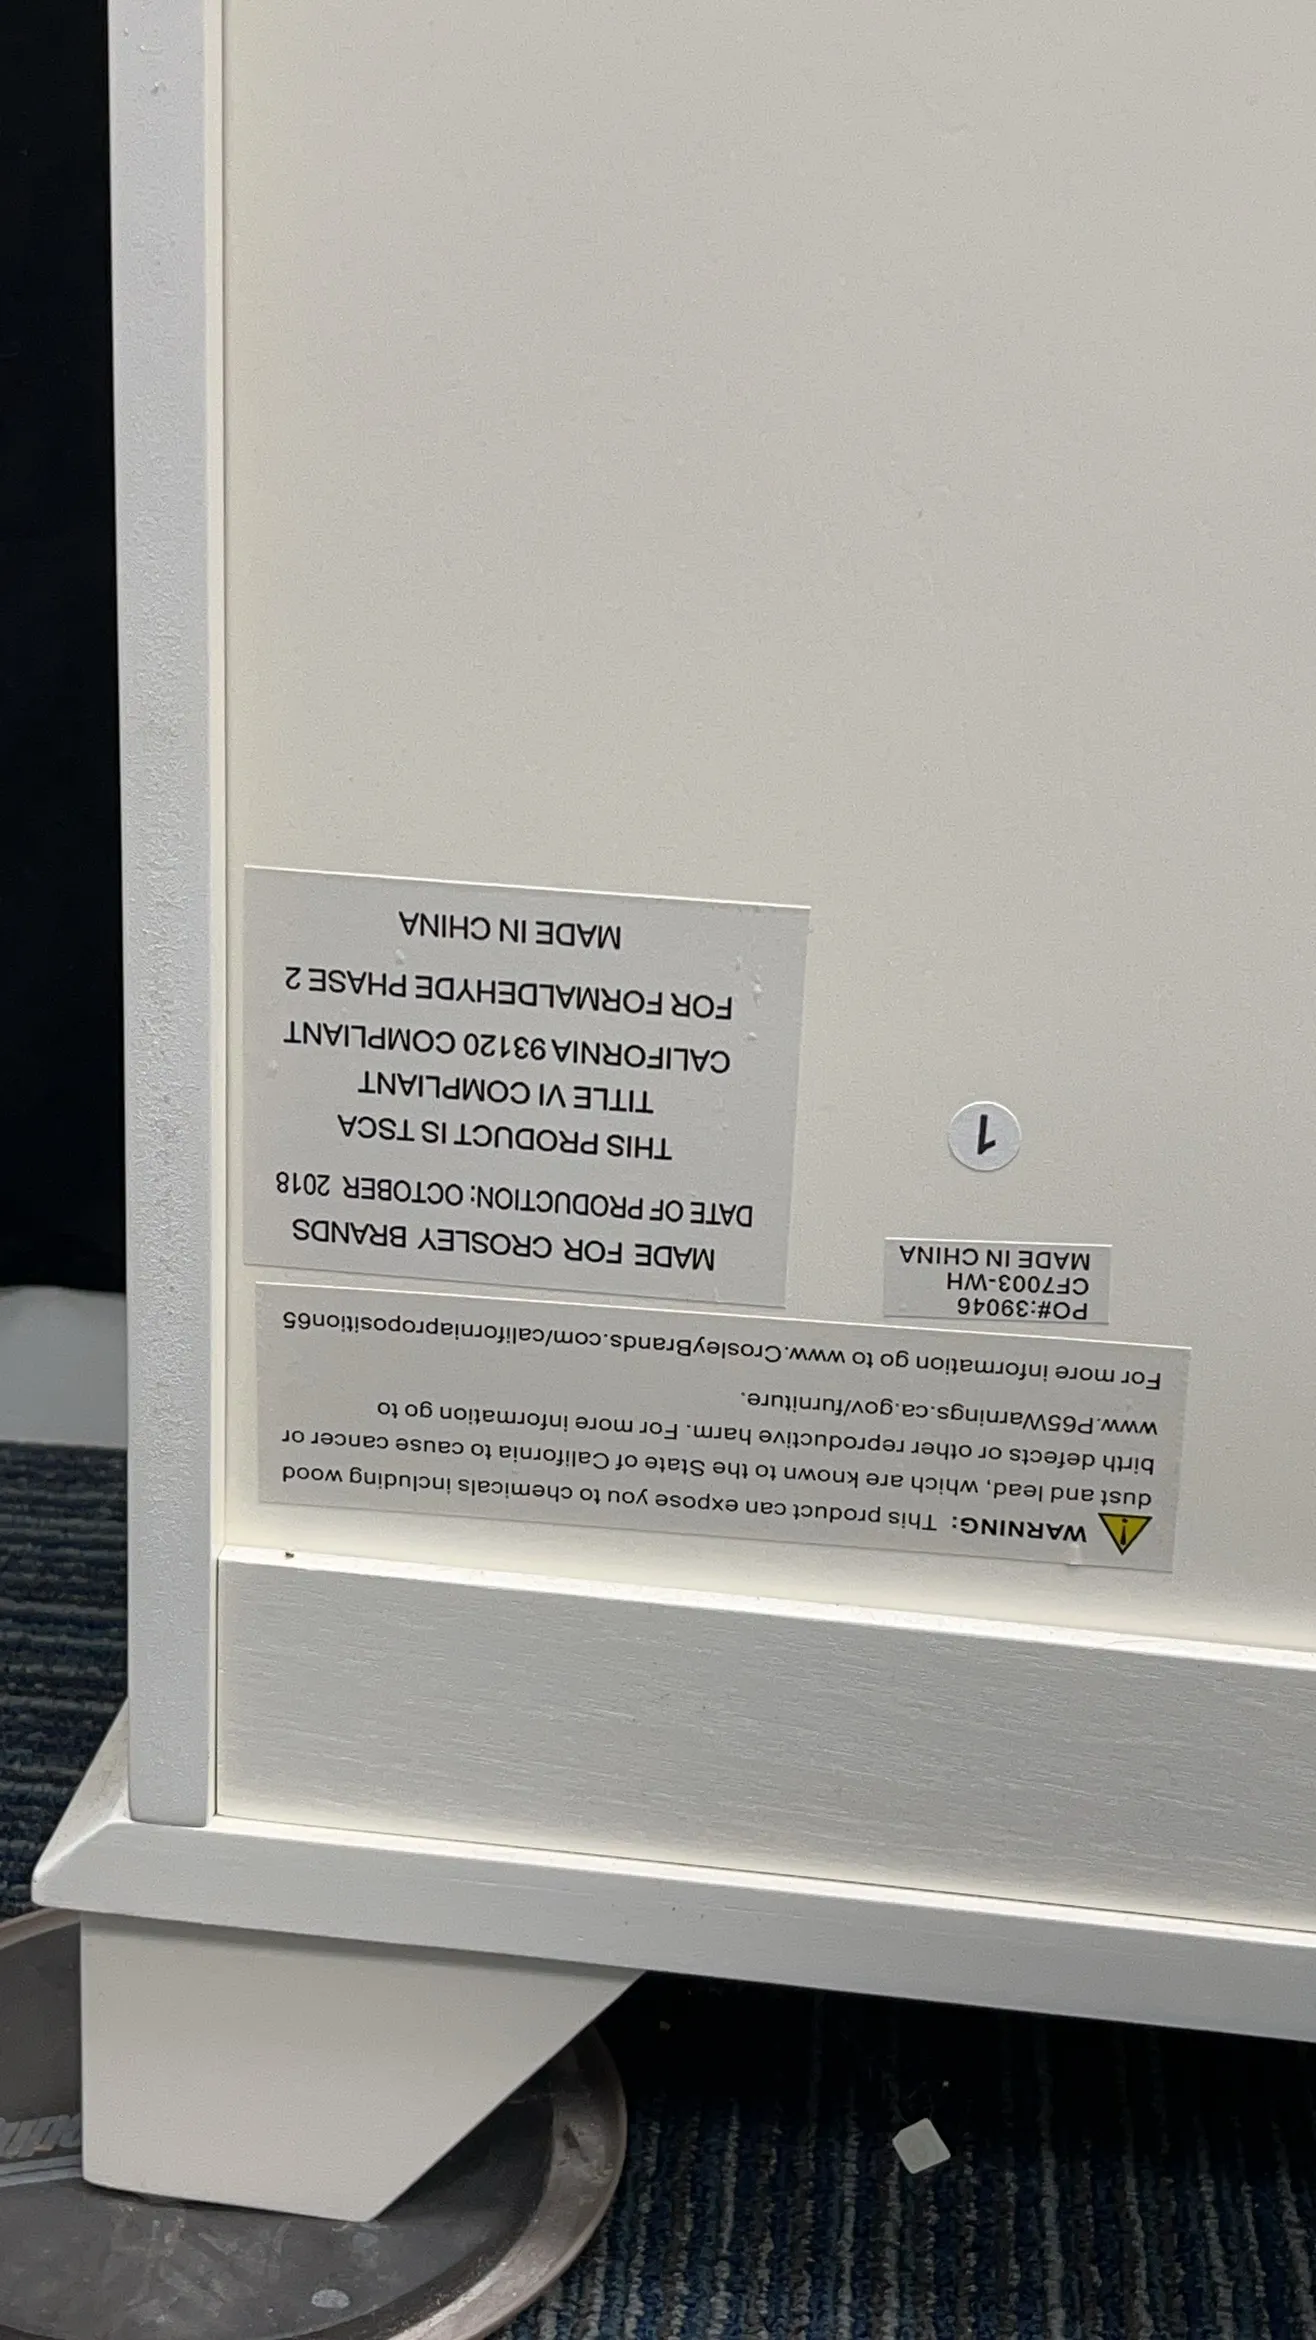 WARNING: This product can expose you to chemicals including wood
dust and lead, which are known to the State of California to cause cancer or
birth defects or other reproductive harm. For more information go to
www.P65Warnings.ca.gov/furniture.
For more information go to www.CrosleyBrands.com/californiaproposition65
PO#:39046
CF7003-WH
MADE IN CHINA
1
MADE FOR CROSLEY BRANDS
DATE OF PRODUCTION: OCTOBER 2018
THIS PRODUCT IS TSCA
TITLE VI COMPLIANT
CALIFORNIA 93120 COMPLIANT
FOR FORMALDEHYDE PHASE 2
MADE IN CHINA